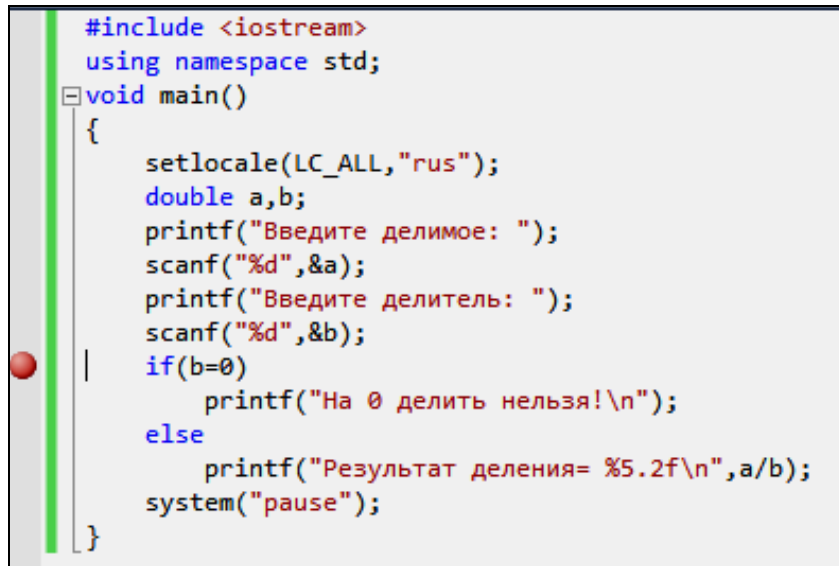 #include <iostream>
using namespace std;
void main()
{
setlocale(LC_ALL,"rus");
double a,b;
printf("Введите делимое: ");
scanf("%d",&a);
printf("Введите делитель: ");
scanf("%d",&b);
if(b=0)
printf("На 0 делить нельзя!\n");
else
printf("Результат деления= %5.2f\n",a/b);
system("pause");
}